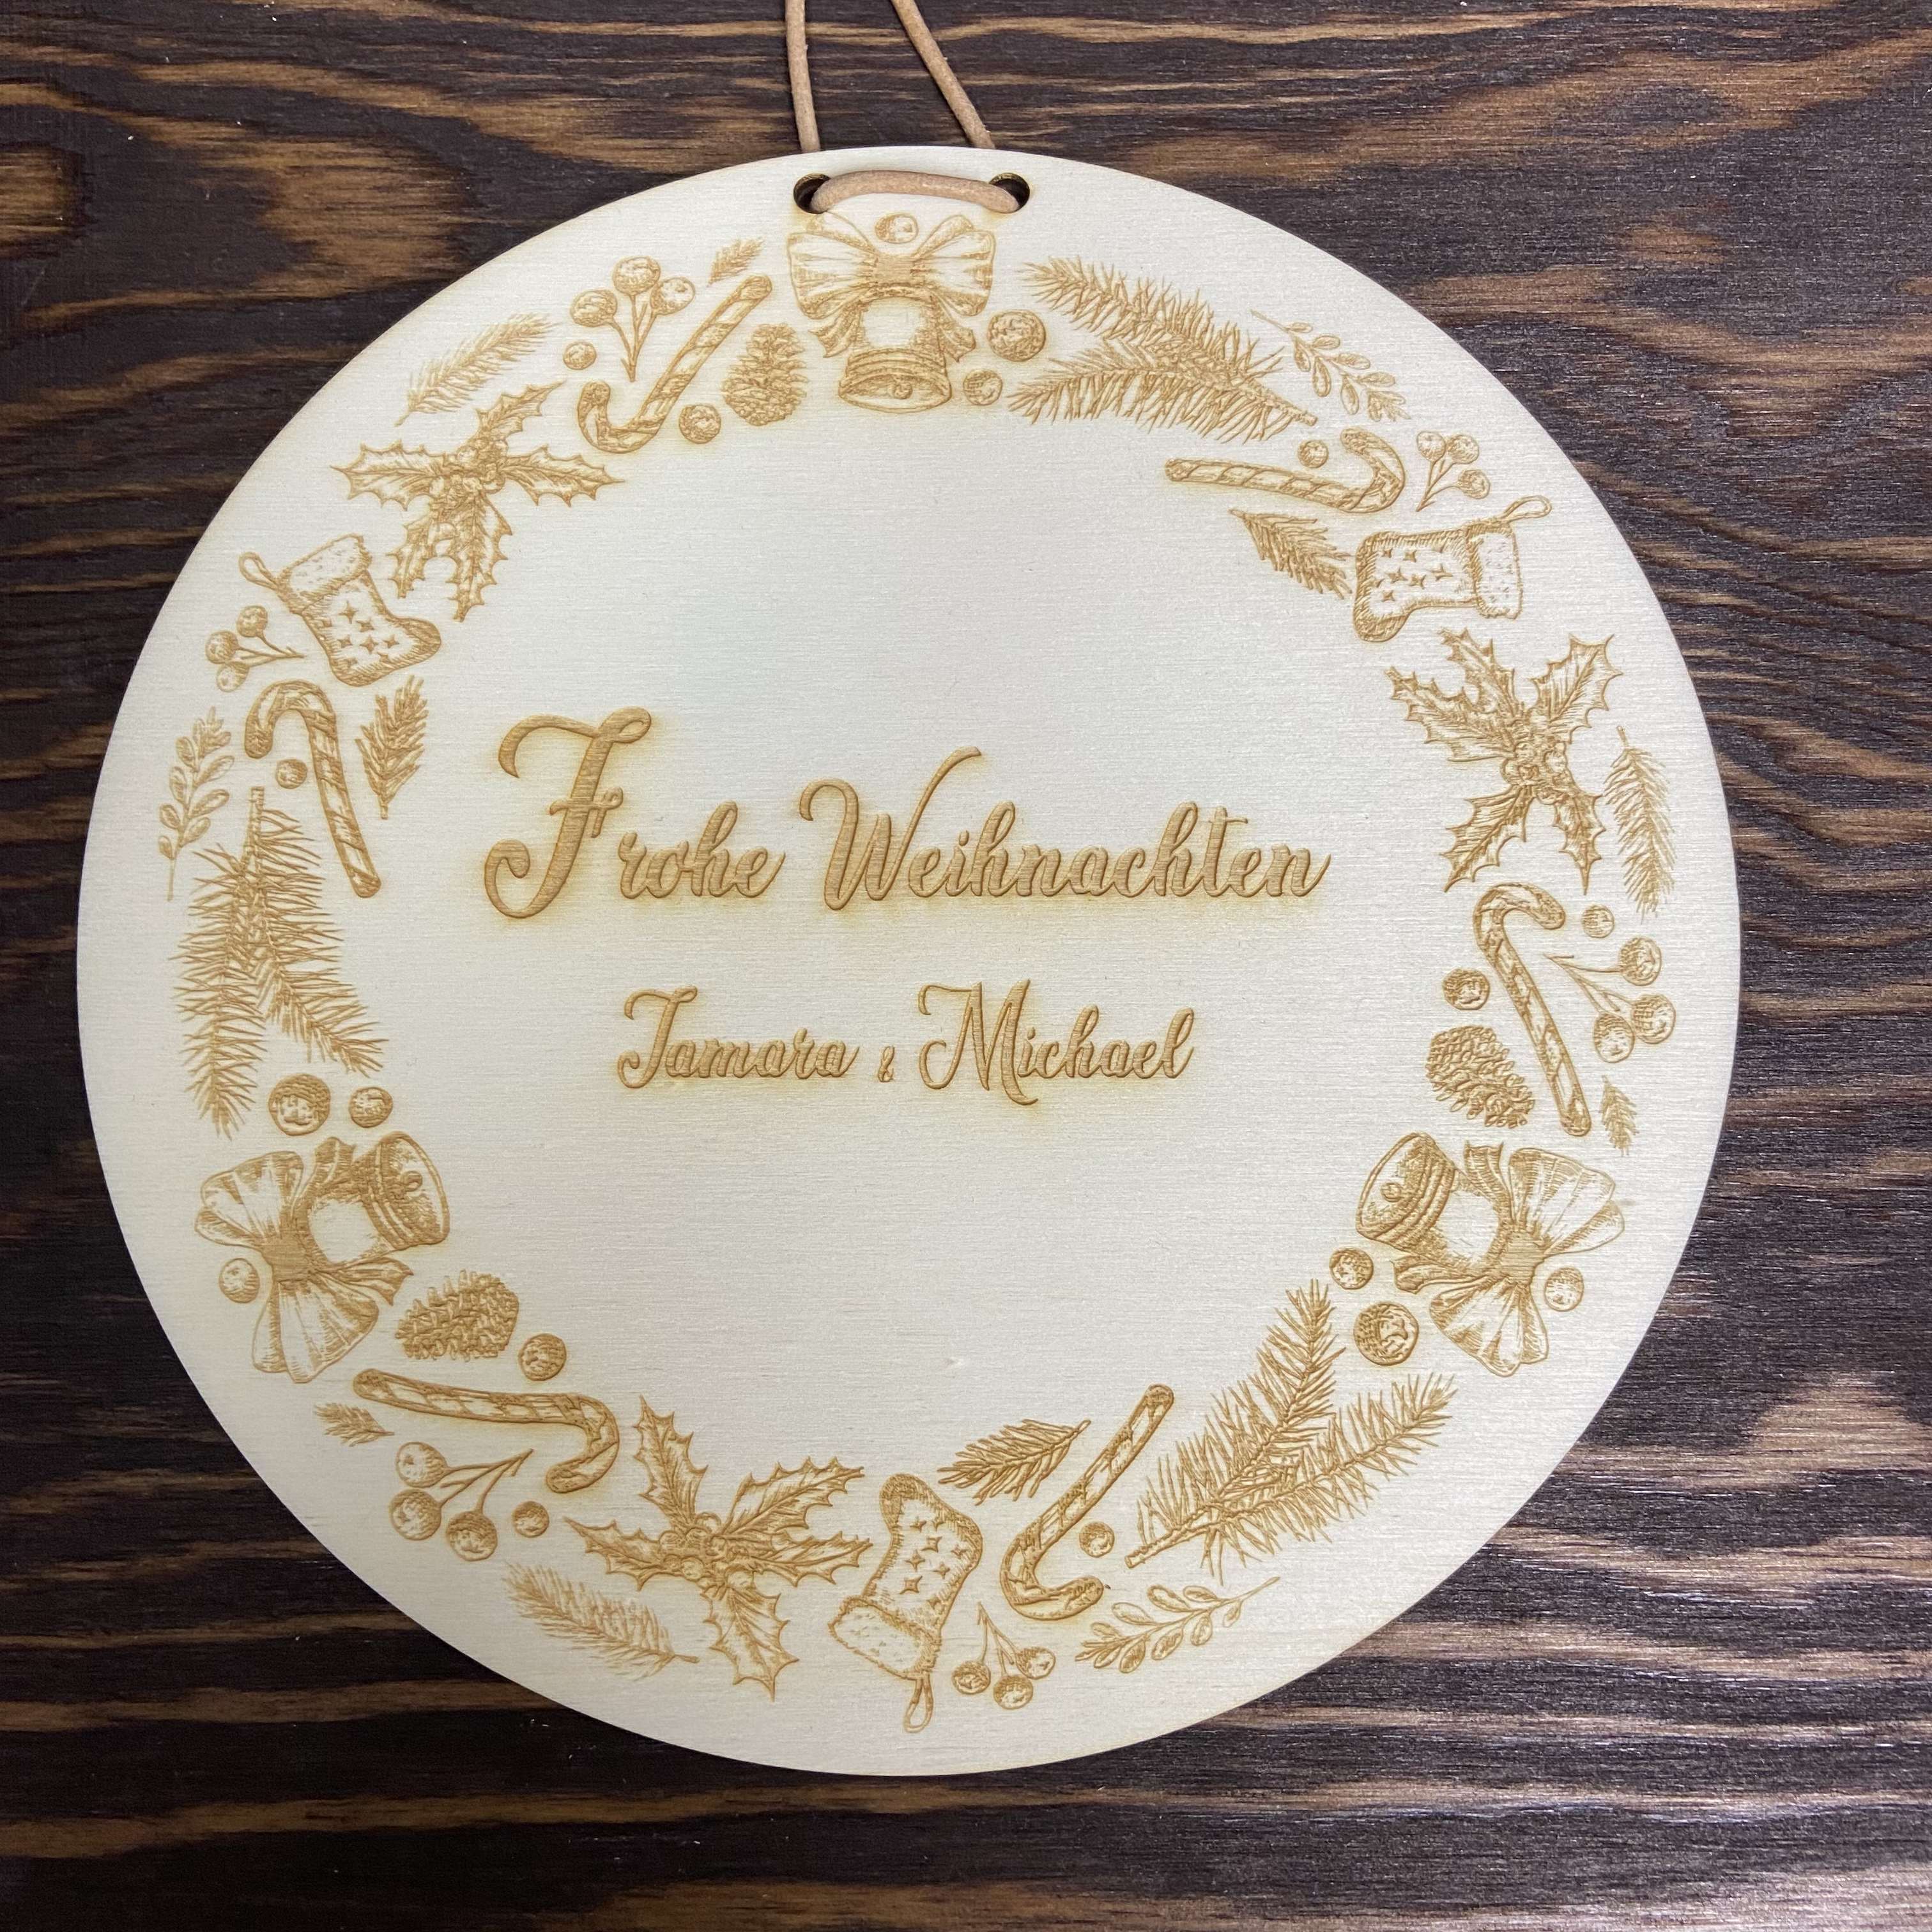 Frohe Weihnachten
Tamara & Michael